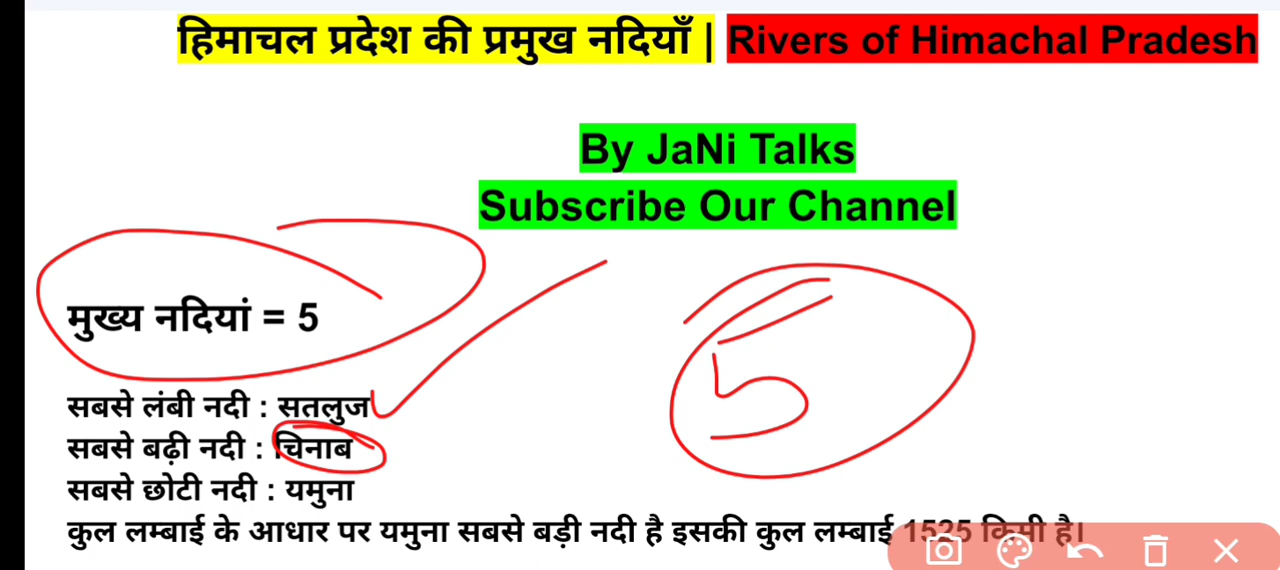 हिमाचल प्रदेश की प्रमुख नदियाँ | Rivers of Himachal Pradesh
By JaNi Talks
Subscribe Our Channel
मुख्य नदियां = 5
5
सबसे लंबी नदी : सतलुज
सबसे बढ़ी नदी : चिनाब
सबसे छोटी नदी : यमुना
कुल लम्बाई के आधार पर यमुना सबसे बड़ी नदी है इसकी कुल लम्बाई 1525 किमी है।